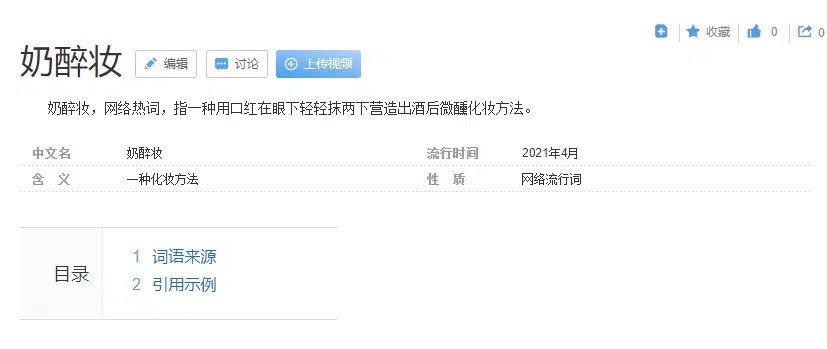 收藏 0 0
奶醉妆 编辑 讨论 上传视频
奶醉妆，网络热词，指一种用口红在眼下轻轻抹两下营造出酒后微醺化妆方法。
中文名 奶醉妆 流行时间 2021年4月
含 义 一种化妆方法 性 质 网络流行词
目录
1 词语来源
2 引用示例